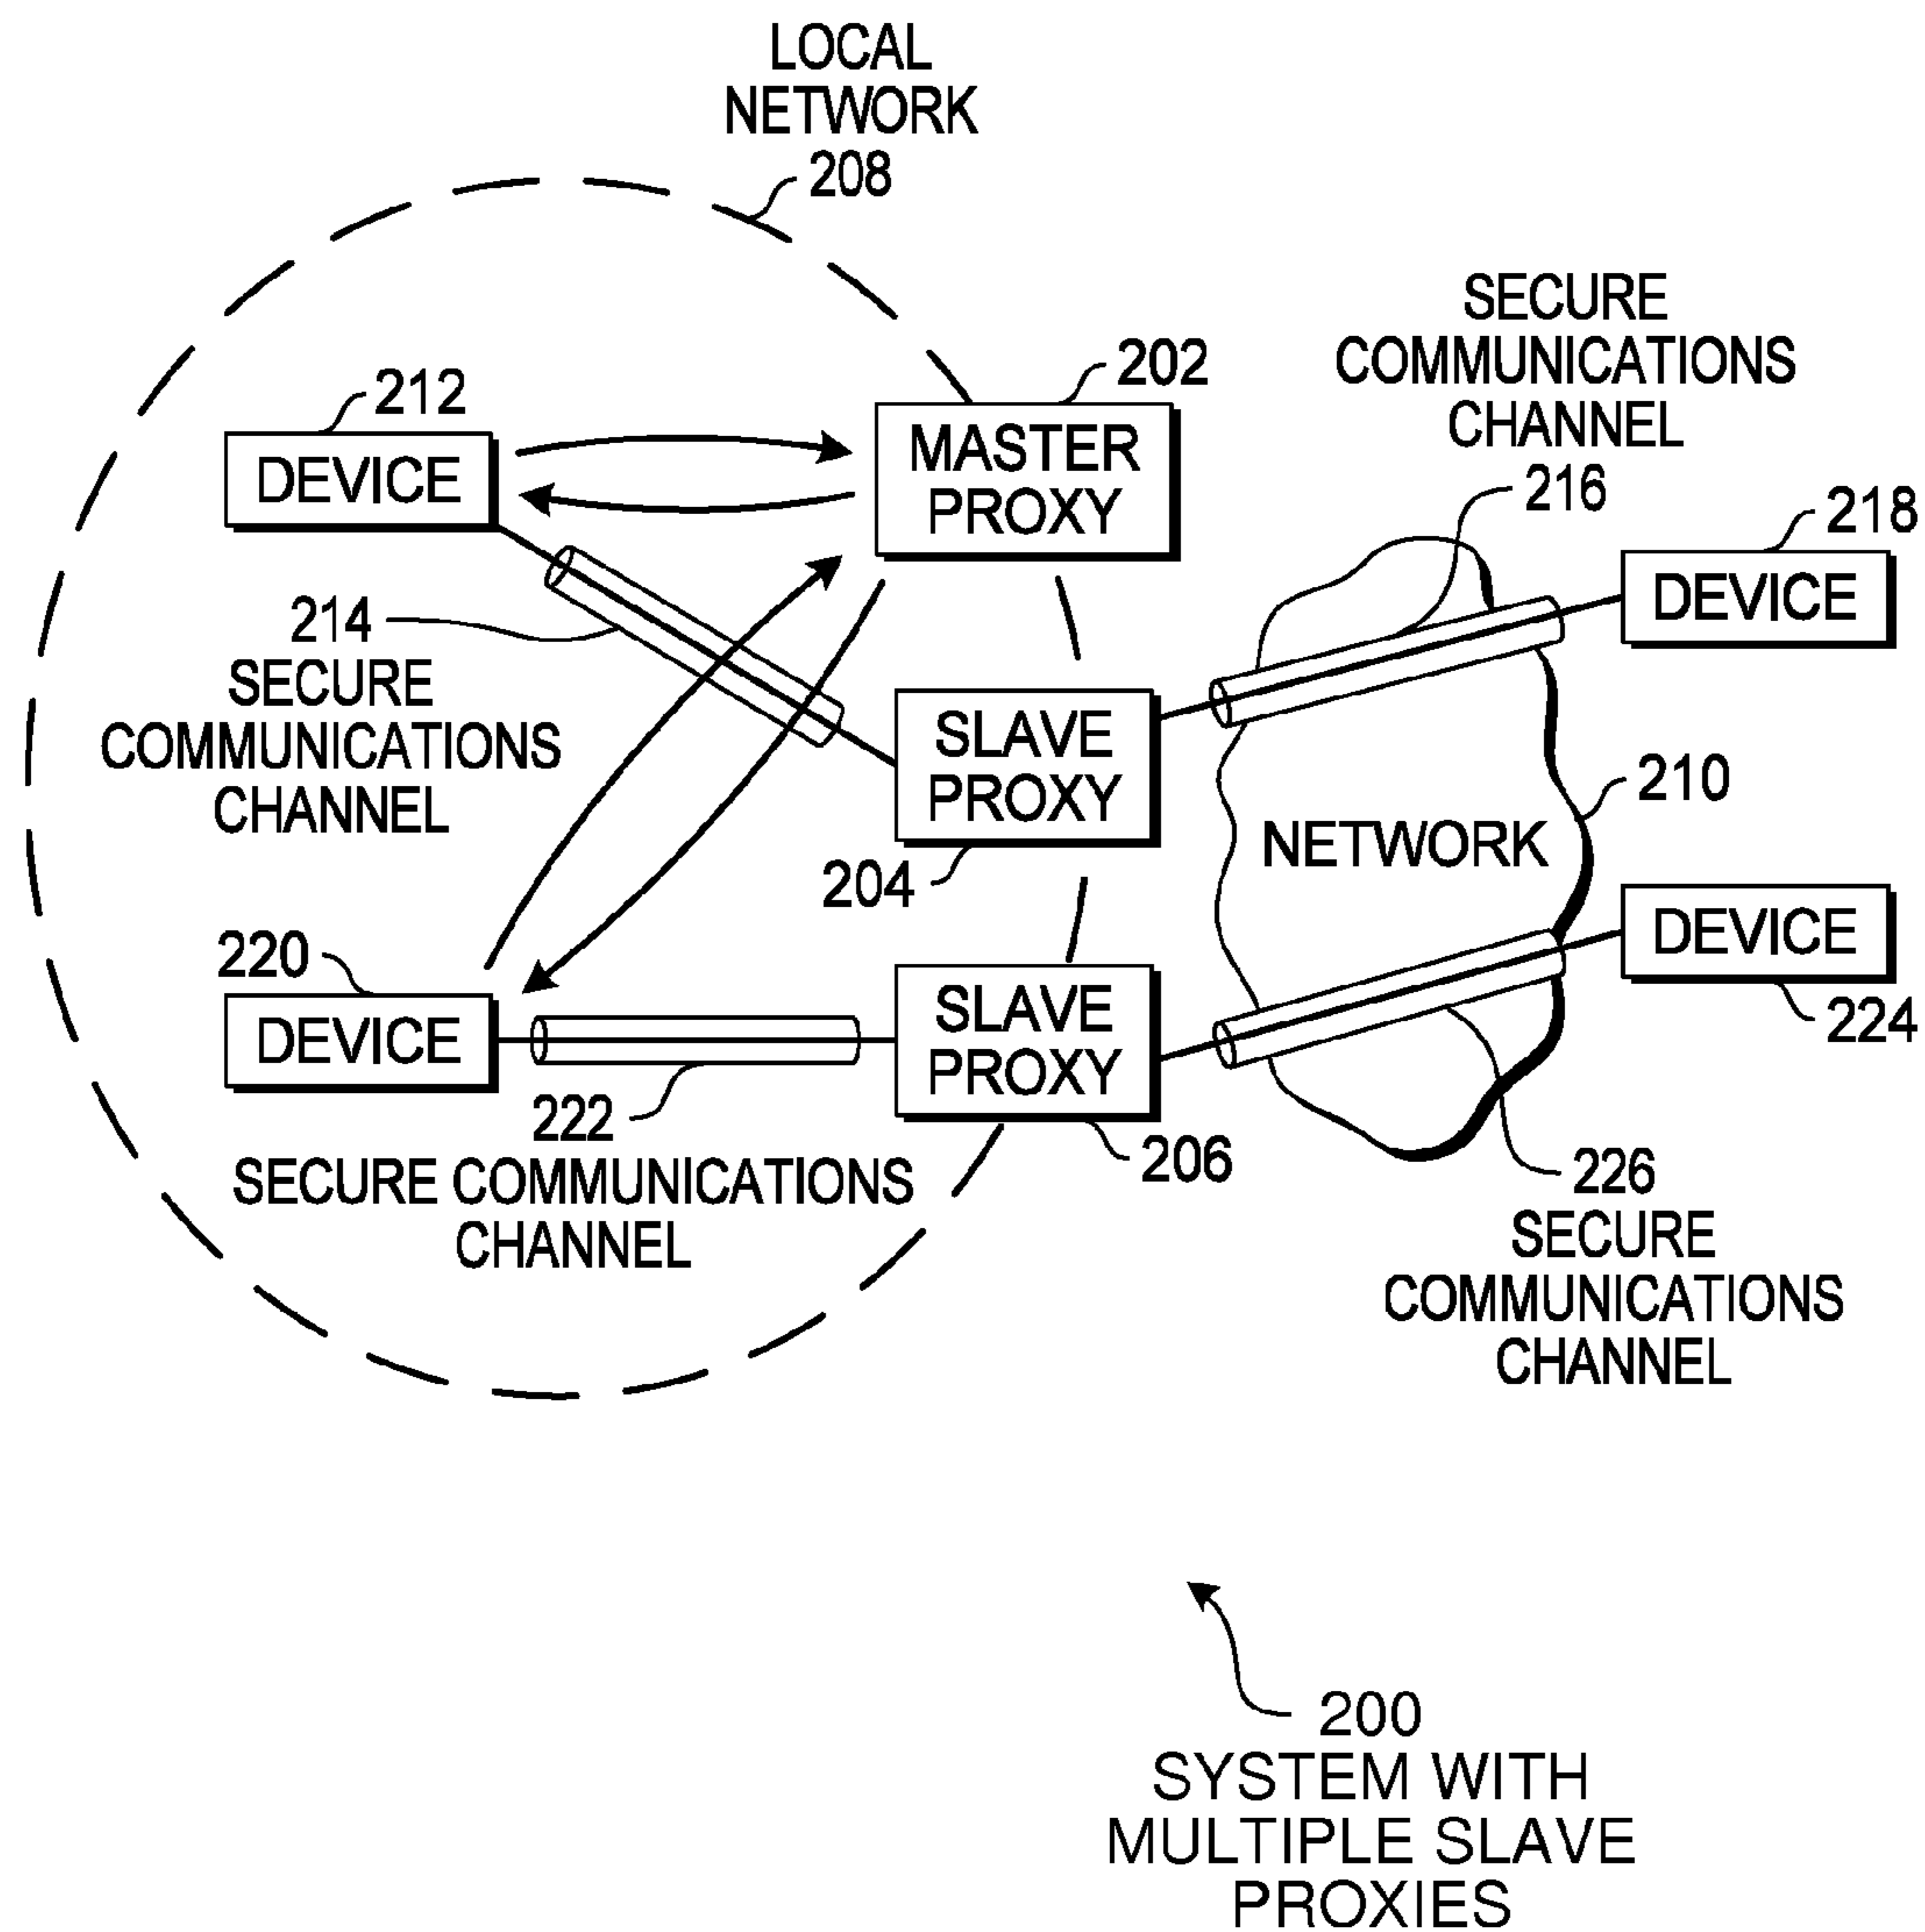 LOCAL
NETWORK
208
202
MASTER
PROXY
SECURE
COMMUNICATIONS
CHANNEL
216
212
DEVICE
218
DEVICE
214
SECURE
COMMUNICATIONS
CHANNEL
SLAVE
PROXY
204
210
NETWORK
220
DEVICE
222
SECURE COMMUNICATIONS
CHANNEL
SLAVE
PROXY
206
DEVICE
224
226
SECURE
COMMUNICATIONS
CHANNEL
200
SYSTEM WITH
MULTIPLE SLAVE
PROXIES